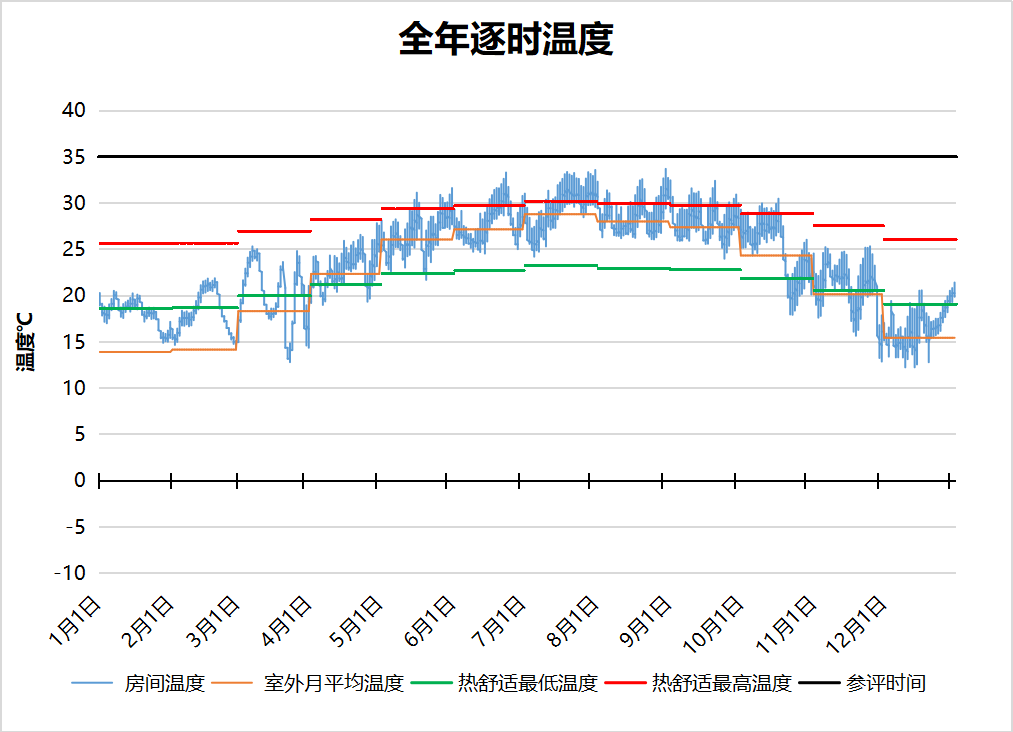 全年逐时温度
40
35
30
25
20
15
10
5
0
-5
-10
温度℃
1月1日
2月1日
3月1日
4月1日
5月1日
6月1日
7月1日
8月1日
9月1日
10月1日
11月1日
12月1日
房间温度 室外月平均温度 热舒适最低温度 热舒适最高温度 参评时间